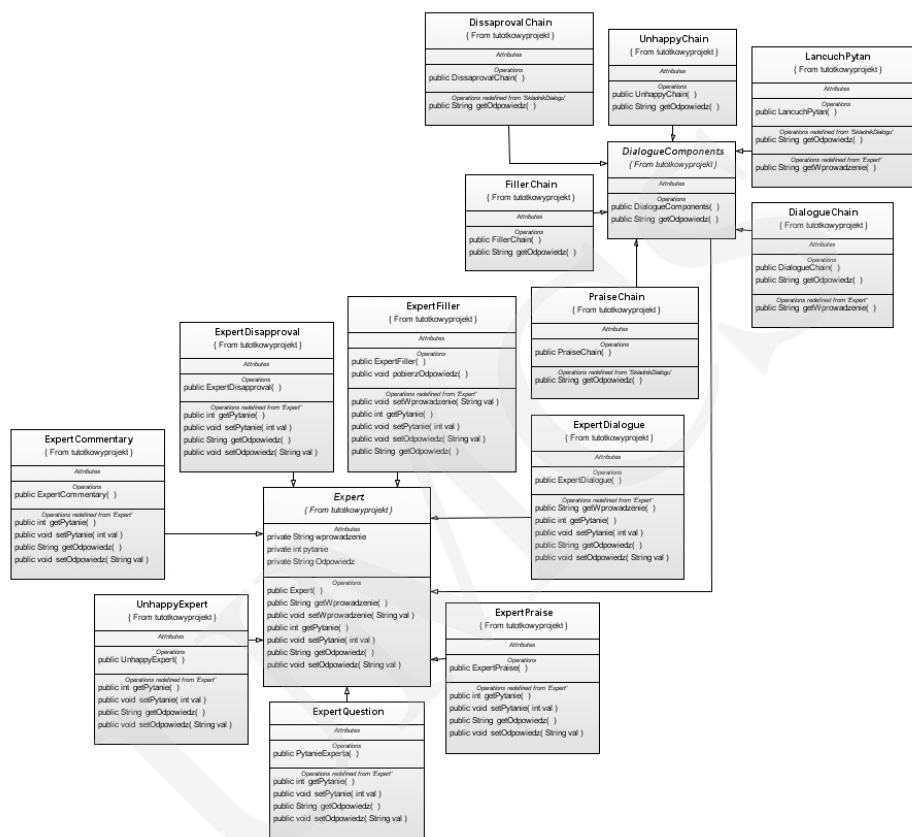 DissaprovalChain
{ From tutotkowyprojekt }
Attributes
Operations
public DissaprovalChain( )
Operations redefined from 'SkladnikDialogu'
public String getOdpowiedz( )
UnhappyChain
{ From tutotkowyprojekt }
Attributes
Operations
public UnhappyChain( )
public String getOdpowiedz( )
LancuchPytan
{ From tutotkowyprojekt }
Attributes
Operations
public LancuchPytan( )
Operations redefined from 'SkladnikDialogu'
public String getOdpowiedz( )
Operations redefined from 'Expert'
public String getWprowadzenie( )
DialogueComponents
{ From tutotkowyprojekt }
Attributes
Operations
public DialogueComponents( )
public String getOdpowiedz( )
FillerChain
{ From tutotkowyprojekt }
Attributes
Operations
public FillerChain( )
public String getOdpowiedz( )
DialogueChain
{ From tutotkowyprojekt }
Attributes
Operations
public DialogueChain( )
public String getOdpowiedz( )
Operations redefined from 'Expert'
public String getWprowadzenie( )
PraiseChain
{ From tutotkowyprojekt }
Attributes
Operations
public PraiseChain( )
Operations redefined from 'SkladnikDialogu'
public String getOdpowiedz( )
ExpertFiller
{ From tutotkowyprojekt }
Attributes
Operations
public ExpertFiller( )
public void pobierzOdpowiedz( )
Operations redefined from 'Expert'
public void setWprowadzenie( String val )
public int getPytanie( )
public void setPytanie( int val )
public void setOdpowiedz( String val )
public String getOdpowiedz( )
ExpertDisapproval
{ From tutotkowyprojekt }
Attributes
Operations
public ExpertDisapproval( )
Operations redefined from 'Expert'
public int getPytanie( )
public void setPytanie( int val )
public String getOdpowiedz( )
public void setOdpowiedz( String val )
ExpertDialogue
{ From tutotkowyprojekt }
Attributes
Operations
public ExpertDialogue( )
Operations redefined from 'Expert'
public String getWprowadzenie( )
public int getPytanie( )
public void setPytanie( int val )
public String getOdpowiedz( )
public void setOdpowiedz( String val )
ExpertCommentary
{ From tutotkowyprojekt }
Attributes
Operations
public ExpertCommentary( )
Operations redefined from 'Expert'
public int getPytanie( )
public void setPytanie( int val )
public String getOdpowiedz( )
public void setOdpowiedz( String val )
Expert
{ From tutotkowyprojekt }
Attributes
private String wprowadzenie
private int pytanie
private String Odpowiedz
Operations
public Expert( )
public String getWprowadzenie( )
public void setWprowadzenie( String val )
public int getPytanie( )
public void setPytanie( int val )
public String getOdpowiedz( )
public void setOdpowiedz( String val )
UnhappyExpert
{ From tutotkowyprojekt }
Attributes
Operations
public UnhappyExpert( )
Operations redefined from 'Expert'
public int getPytanie( )
public void setPytanie( int val )
public String getOdpowiedz( )
public void setOdpowiedz( String val )
ExpertPraise
{ From tutotkowyprojekt }
Attributes
Operations
public ExpertPraise( )
Operations redefined from 'Expert'
public int getPytanie( )
public void setPytanie( int val )
public String getOdpowiedz( )
public void setOdpowiedz( String val )
ExpertQuestion
{ From tutotkowyprojekt }
Attributes
Operations
public PytanieExperta( )
Operations redefined from 'Expert'
public int getPytanie( )
public void setPytanie( int val )
public String getOdpowiedz( )
public void setOdpowiedz( String val )
UMCS